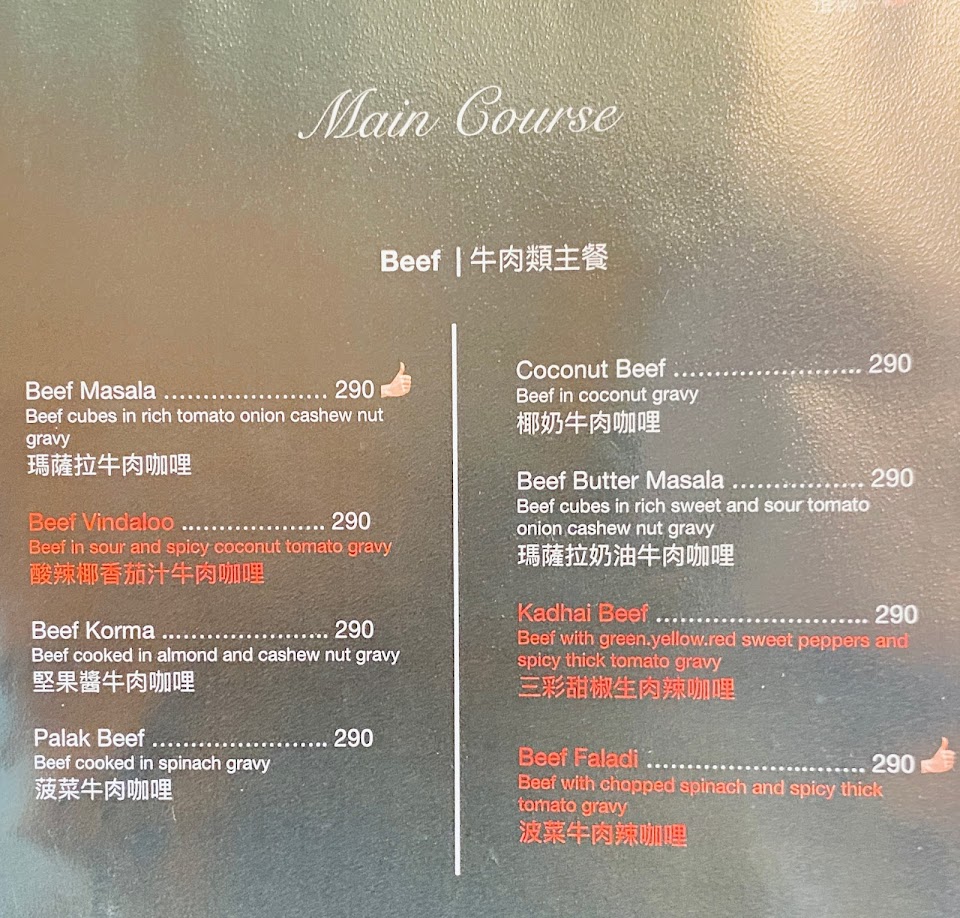 Main Course
Beef | 牛肉類主餐
Beef Masala ..................... 290
Beef cubes in rich tomato onion cashew nut
gravy
瑪薩拉牛肉咖哩
Beef Vindaloo ................... 290
Beef in sour and spicy coconut tomato gravy
酸辣椰香茄汁牛肉咖哩
Beef Korma ...................... 290
Beef cooked in almond and cashew nut gravy
堅果醬牛肉咖哩
Palak Beef ....................... 290
Beef cooked in spinach gravy
菠菜牛肉咖哩
Coconut Beef ........................ 290
Beef in coconut gravy
椰奶牛肉咖哩
Beef Butter Masala ................. 290
Beef cubes in rich sweet and sour tomato
onion cashew nut gravy
瑪薩拉奶油牛肉咖哩
Kadhai Beef ............................ 290
Beef with green.yellow.red sweet peppers and
spicy thick tomato gravy
三彩甜椒生肉辣咖哩
Beef Faladi ............................. 290
Beef with chopped spinach and spicy thick
tomato gravy
波菜牛肉辣咖哩